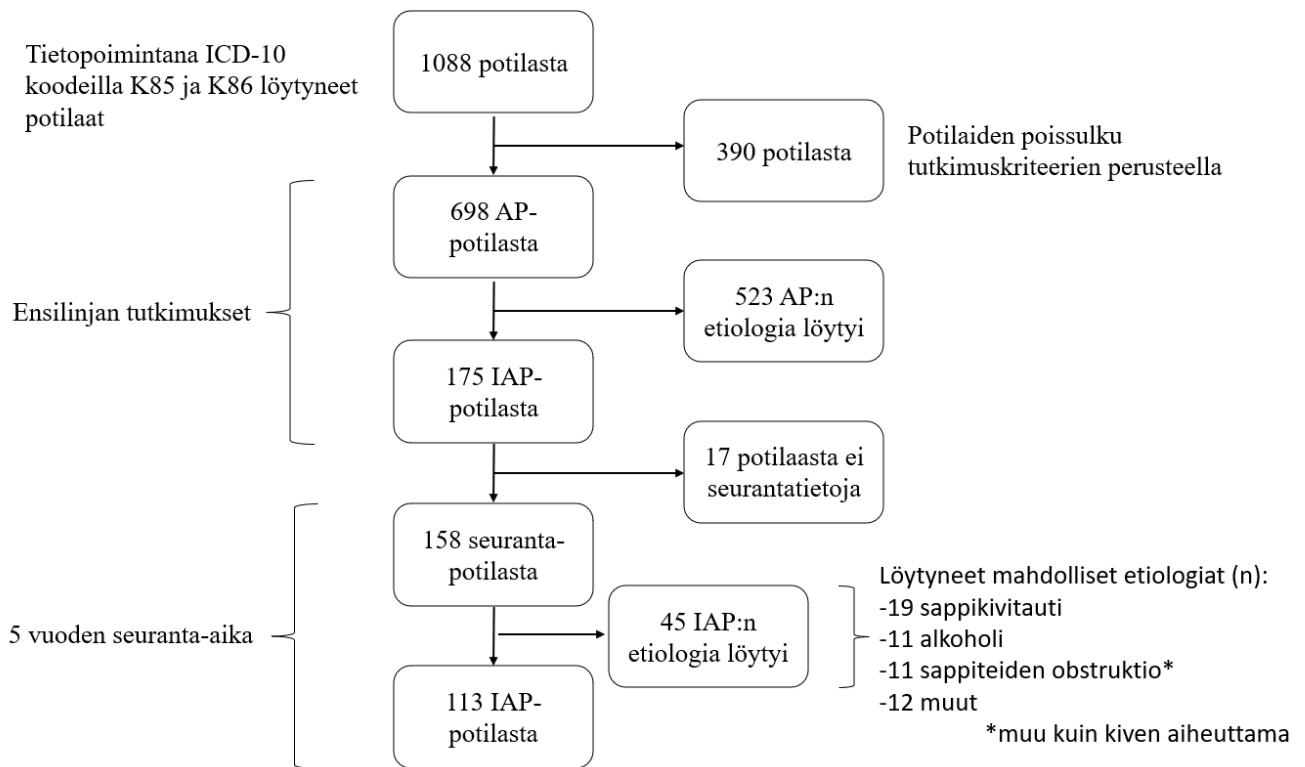 Tietopoimintana ICD-10
koodeilla K85 ja K86 löytyneet
potilaat
1088 potilasta
390 potilasta
Potilaiden poissulku
tutkimuskriteerien perusteella
698 AP-
potilasta
Ensilinjan tutkimukset
523 AP:n
etiologia löytyi
175 IAP-
potilasta
17 potilaasta ei
seurantatietoja
158 seuranta-
potilasta
5 vuoden seuranta-aika
45 IAP:n
etiologia löytyi
Löytyneet mahdolliset etiologiat (n):
-19 sappikivitauti
-11 alkoholi
-11 sappiteiden obstruktio*
-12 muut
*muu kuin kiven aiheuttama
113 IAP-
potilasta